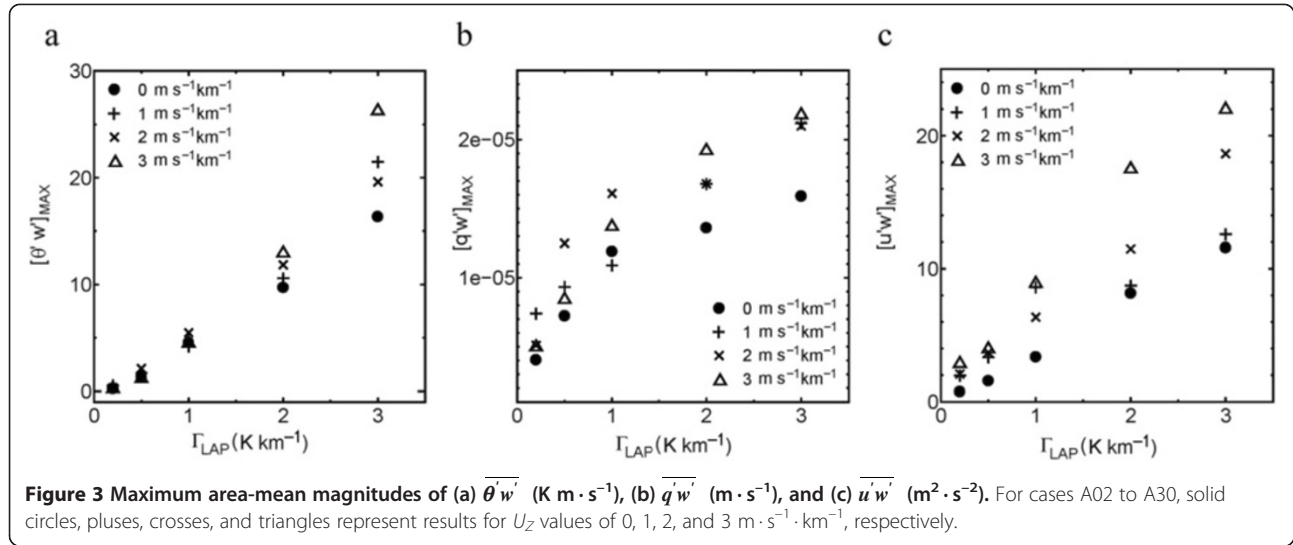 a
30
20
10
0
[θ' w']MAX
● 0 m s⁻¹km⁻¹
+ 1 m s⁻¹km⁻¹
× 2 m s⁻¹km⁻¹
△ 3 m s⁻¹km⁻¹
0 1 2 3
Γ_LAP (K km⁻¹)
b
2e-05
1e-05
[q'w']MAX
● 0 m s⁻¹km⁻¹
+ 1 m s⁻¹km⁻¹
× 2 m s⁻¹km⁻¹
△ 3 m s⁻¹km⁻¹
0 1 2 3
Γ_LAP (K km⁻¹)
c
20
10
0
[u'w']MAX
● 0 m s⁻¹km⁻¹
+ 1 m s⁻¹km⁻¹
× 2 m s⁻¹km⁻¹
△ 3 m s⁻¹km⁻¹
0 1 2 3
Γ_LAP (K km⁻¹)
Figure 3 Maximum area-mean magnitudes of (a) θ'w' (K m · s⁻¹), (b) q'w' (m · s⁻¹), and (c) u'w' (m² · s⁻²). For cases A02 to A30, solid
circles, pluses, crosses, and triangles represent results for U_Z values of 0, 1, 2, and 3 m · s⁻¹ · km⁻¹, respectively.